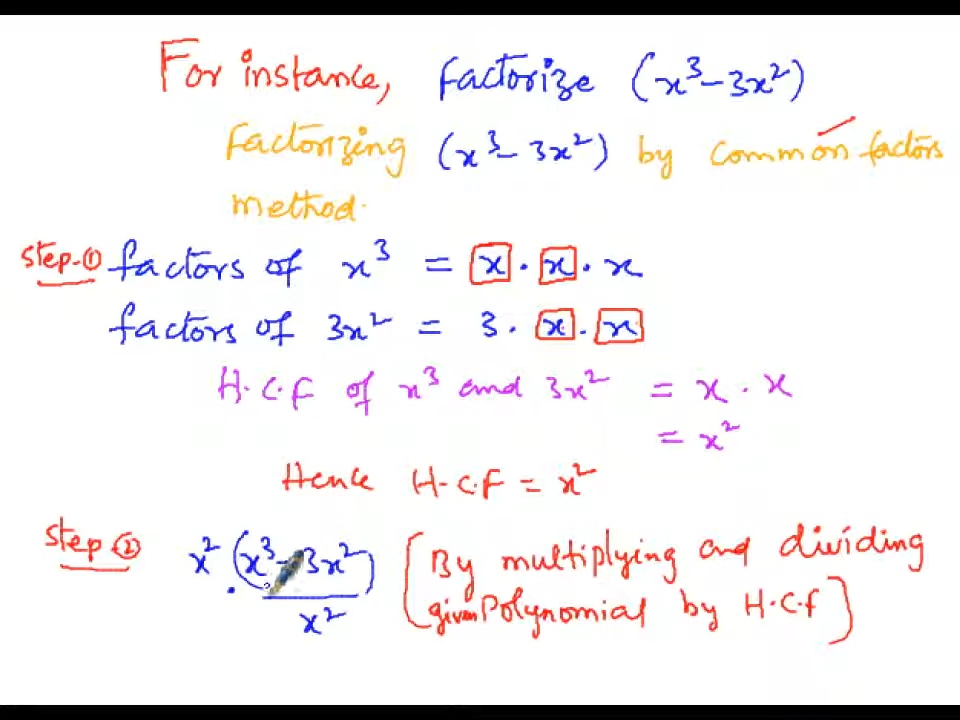 For instance, factorize (x³-3x²)
factorizing (x³-3x²) by common factors
method.
Step-① factors of x³ = x · x · x
factors of 3x² = 3 · x · x
H.C.F of x³ and 3x² = x · x
= x²
Hence H.C.F = x²
Step-② x² · (x³-3x²)/x² [By multiplying and dividing
given Polynomial by H.C.f]